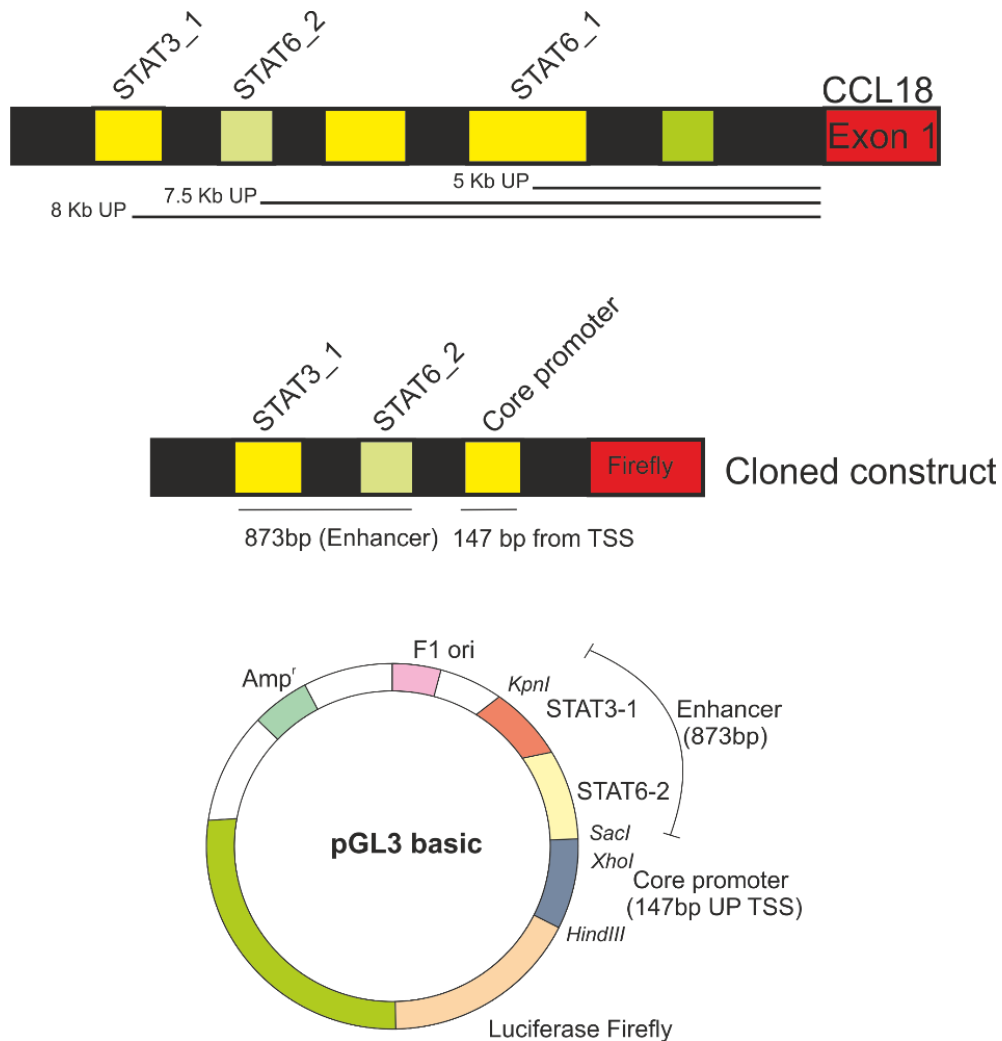 STAT3_1
STAT6_2
STAT6_1
CCL18
Exon 1
5 Kb UP
7.5 Kb UP
8 Kb UP
STAT3_1
STAT6_2
Core promoter
Firefly
Cloned construct
873bp (Enhancer)
147 bp from TSS
F1 ori
Ampʳ
KpnI
STAT3-1
Enhancer
(873bp)
STAT6-2
SacI
pGL3 basic
XhoI
Core promoter
(147bp UP TSS)
HindIII
Luciferase Firefly